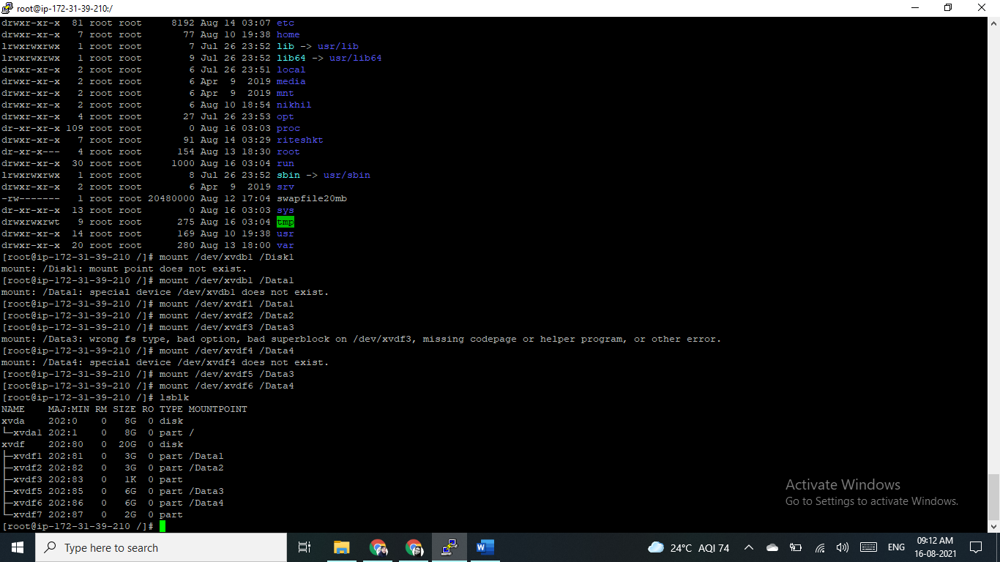 root@ip-172-31-39-210:/
drwxr-xr-x  81 root root     8192 Aug 14 03:07 etc
drwxr-xr-x   7 root root       77 Aug 10 19:38 home
lrwxrwxrwx   1 root root        7 Jul 26 23:52 lib -> usr/lib
lrwxrwxrwx   1 root root        9 Jul 26 23:52 lib64 -> usr/lib64
drwxr-xr-x   2 root root        6 Jul 26 23:51 local
drwxr-xr-x   2 root root        6 Apr  9  2019 media
drwxr-xr-x   2 root root        6 Apr  9  2019 mnt
drwxr-xr-x   2 root root        6 Aug 10 18:54 nikhil
drwxr-xr-x   4 root root       27 Jul 26 23:53 opt
dr-xr-xr-x 109 root root        0 Aug 16 03:03 proc
drwxr-xr-x   7 root root       91 Aug 14 03:29 riteshkt
dr-xr-x---   4 root root      154 Aug 13 18:30 root
drwxr-xr-x  30 root root     1000 Aug 16 03:04 run
lrwxrwxrwx   1 root root        8 Jul 26 23:52 sbin -> usr/sbin
drwxr-xr-x   2 root root        6 Apr  9  2019 srv
-rw-------   1 root root 20480000 Aug 12 17:04 swapfile20mb
dr-xr-xr-x  13 root root        0 Aug 16 03:03 sys
drwxrwxrwt   9 root root      275 Aug 16 03:04 tmp
drwxr-xr-x  14 root root      169 Aug 10 19:38 usr
drwxr-xr-x  20 root root      280 Aug 13 18:00 var
[root@ip-172-31-39-210 /]# mount /dev/xvdb1 /Disk1
mount: /Disk1: mount point does not exist.
[root@ip-172-31-39-210 /]# mount /dev/xvdb1 /Data1
mount: /Data1: special device /dev/xvdb1 does not exist.
[root@ip-172-31-39-210 /]# mount /dev/xvdf1 /Data1
[root@ip-172-31-39-210 /]# mount /dev/xvdf2 /Data2
[root@ip-172-31-39-210 /]# mount /dev/xvdf3 /Data3
mount: /Data3: wrong fs type, bad option, bad superblock on /dev/xvdf3, missing codepage or helper program, or other error.
[root@ip-172-31-39-210 /]# mount /dev/xvdf4 /Data4
mount: /Data4: special device /dev/xvdf4 does not exist.
[root@ip-172-31-39-210 /]# mount /dev/xvdf5 /Data3
[root@ip-172-31-39-210 /]# mount /dev/xvdf6 /Data4
[root@ip-172-31-39-210 /]# lsblk
NAME    MAJ:MIN RM SIZE RO TYPE MOUNTPOINT
xvda    202:0    0   8G  0 disk
└─xvda1 202:1    0   8G  0 part /
xvdf    202:80   0  20G  0 disk
├─xvdf1 202:81   0   3G  0 part /Data1
├─xvdf2 202:82   0   3G  0 part /Data2
├─xvdf3 202:83   0   1K  0 part
├─xvdf5 202:85   0   6G  0 part /Data3
├─xvdf6 202:86   0   6G  0 part /Data4
└─xvdf7 202:87   0   2G  0 part
[root@ip-172-31-39-210 /]#
Activate Windows
Go to Settings to activate Windows.
Type here to search
24°C AQI 74
ENG
09:12 AM
16-08-2021